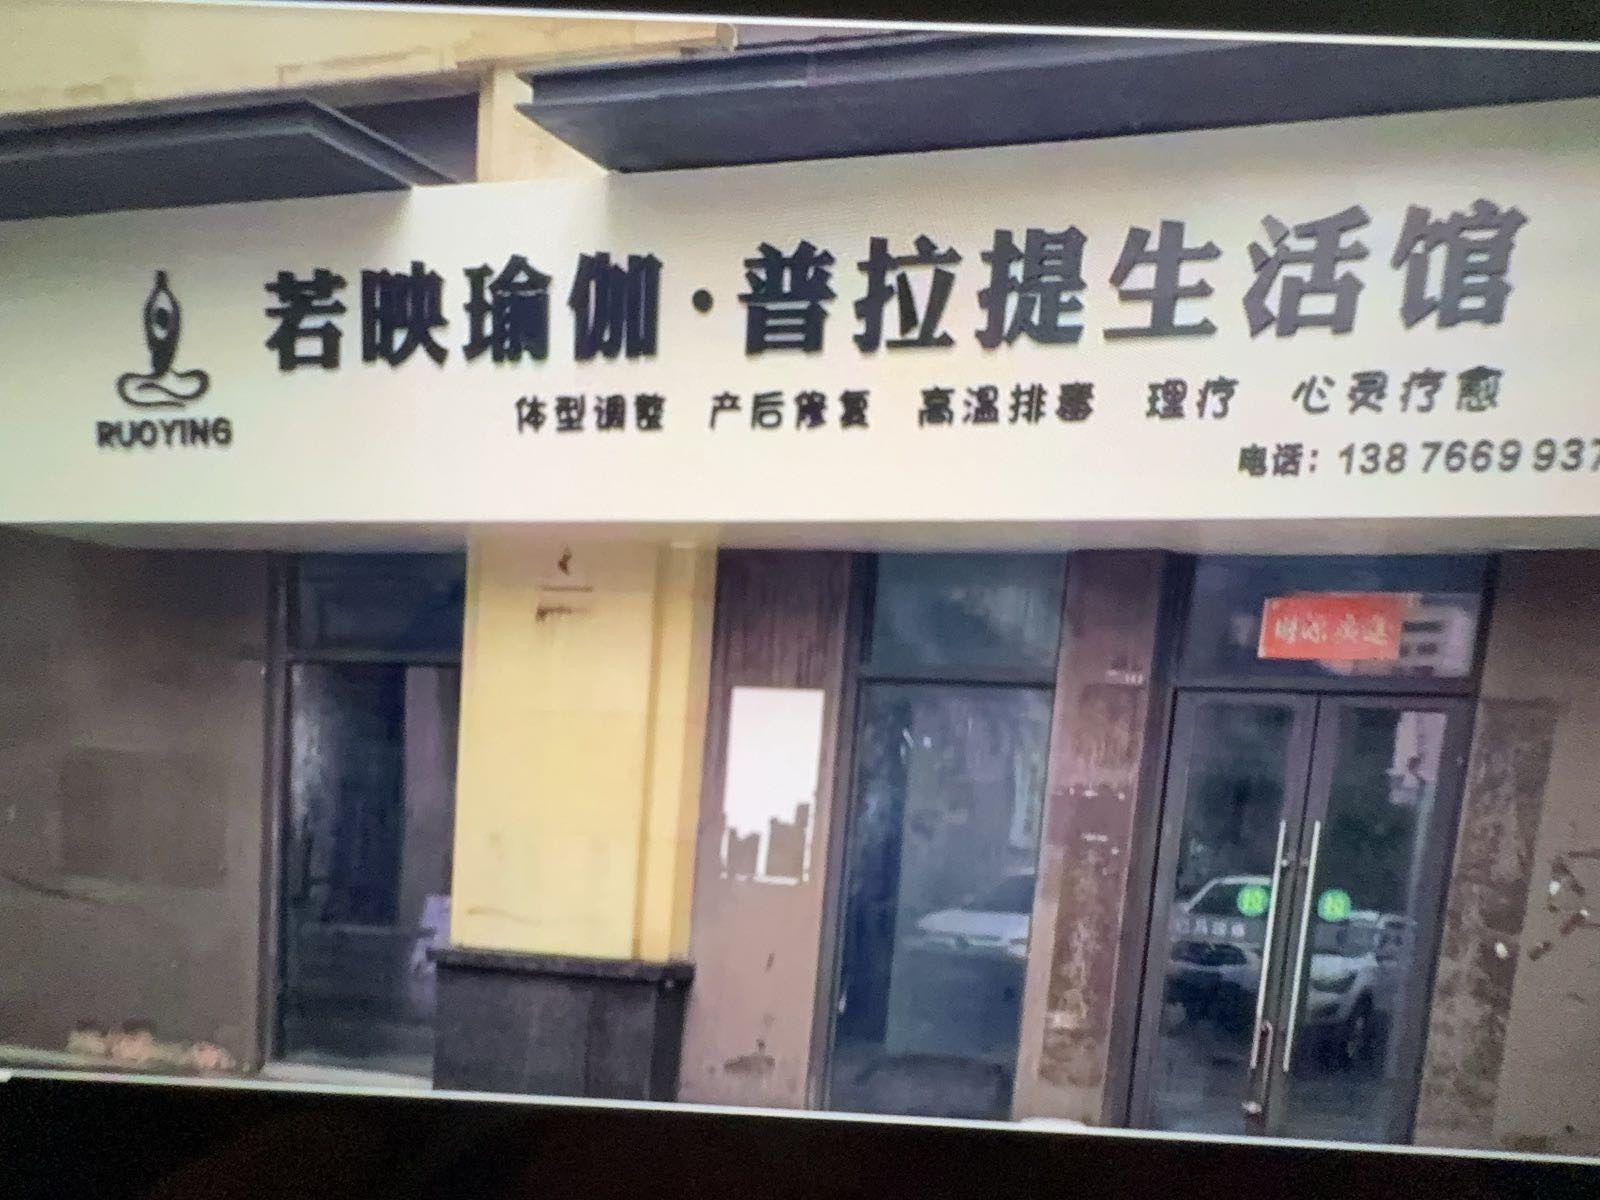 若映瑜伽·普拉提生活馆
体型调整 产后修复 高温排毒 理疗 心灵疗愈
RUOYING
电话：138 7669 937